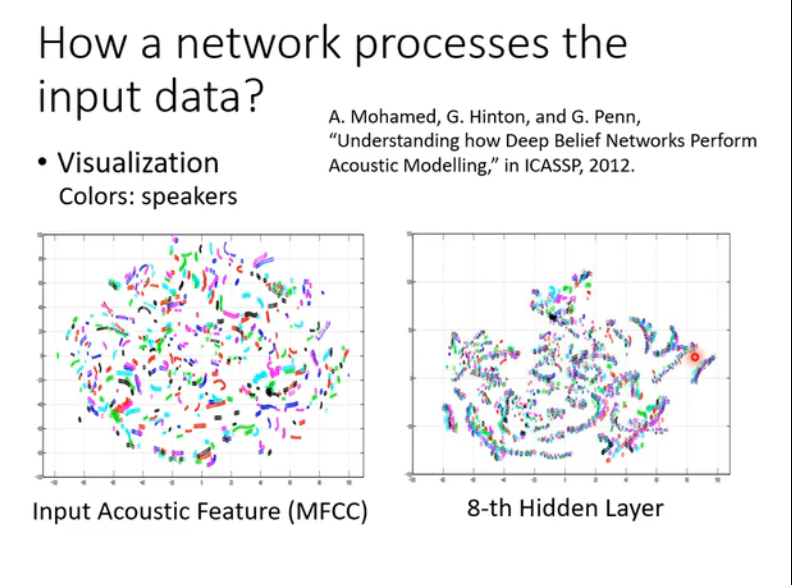 How a network processes the
input data?
A. Mohamed, G. Hinton, and G. Penn,
“Understanding how Deep Belief Networks Perform
Acoustic Modelling,” in ICASSP, 2012.
• Visualization
Colors: speakers
Input Acoustic Feature (MFCC)
8-th Hidden Layer